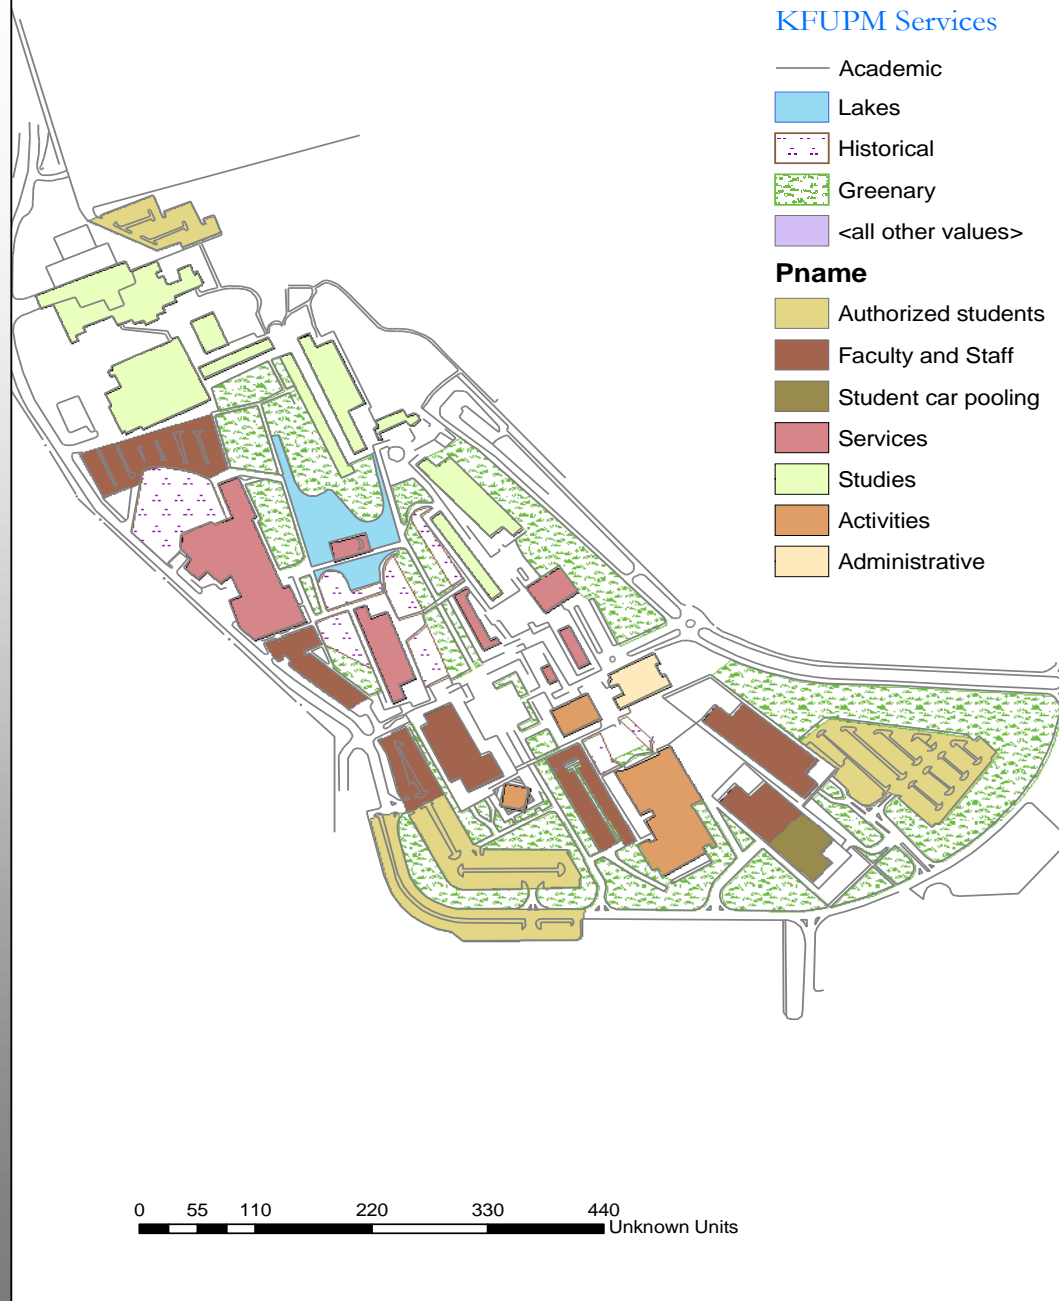 KFUPM Services
Academic
Lakes
Historical
Greenary
<all other values>
Pname
Authorized students
Faculty and Staff
Student car pooling
Services
Studies
Activities
Administrative
0 55 110 220 330 440
Unknown Units